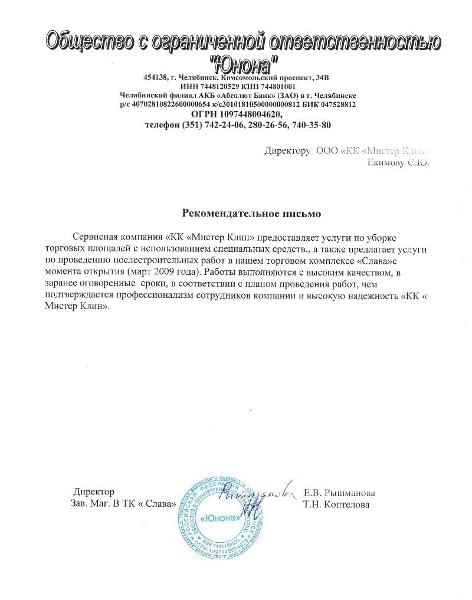 Общество с ограниченной ответственностью
"Юнона"
454138, г. Челябинск, Комсомольский проспект, 34В
ИНН 7448120529 КПП 744801001
Челябинский филиал АКБ «Абсолют Банк» (ЗАО) в г. Челябинске
р/с 40702810822600000654 к/с30101810500000000812 БИК 047528812
ОГРН 1097448004620,
телефон (351) 742-24-06, 280-26-56, 740-35-80
Директору ООО «КК «Мистер Клин»
Екимову С.Ю.
Рекомендательное письмо
Сервисная компания «КК «Мистер Клин» предоставляет услуги по уборке
торговых площадей с использованием специальных средств., а также предлагает услуги
по проведению послестроительных работ в нашем торговом комплексе «Слава»с
момента открытия (март 2009 года). Работы выполняются с высоким качеством, в
заранее оговоренные сроки, в соответствии с планом проведения работ, чем
подтверждается профессионализм сотрудников компании и высокую надежность «КК «
Мистер Клин».
Директор Е.В. Рышманова
Зав. Маг. В ТК « Слава» Т.Н. Коптелова
«Юнона»